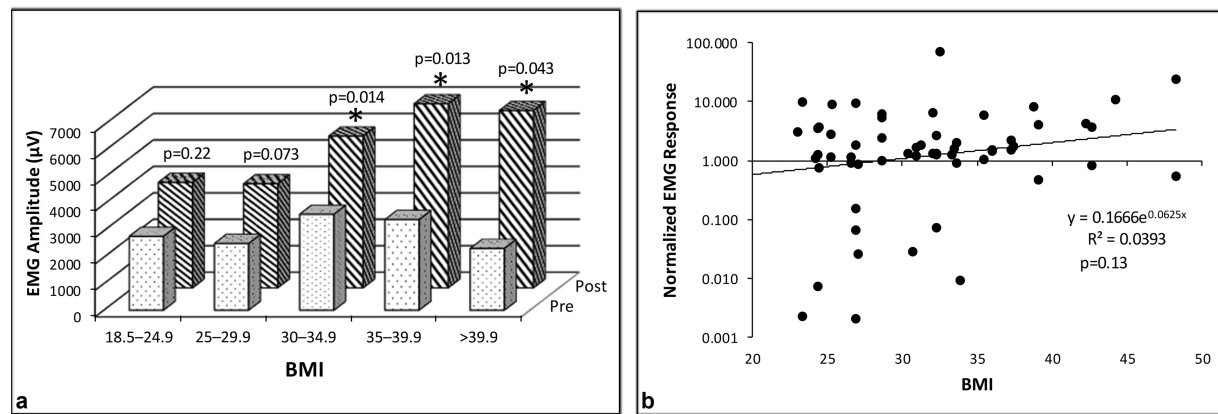 p=0.013
p=0.043
p=0.014
*
*
*
p=0.22
p=0.073
7000
6000
5000
4000
3000
2000
1000
0
EMG Amplitude (µV)
Post
Pre
18.5–24.9 25–29.9 30–34.9 35–39.9 >39.9
BMI
a
100.000
10.000
1.000
0.100
0.010
0.001
Normalized EMG Response
y = 0.1666e^0.0625x
R² = 0.0393
p=0.13
20 25 30 35 40 45 50
BMI
b